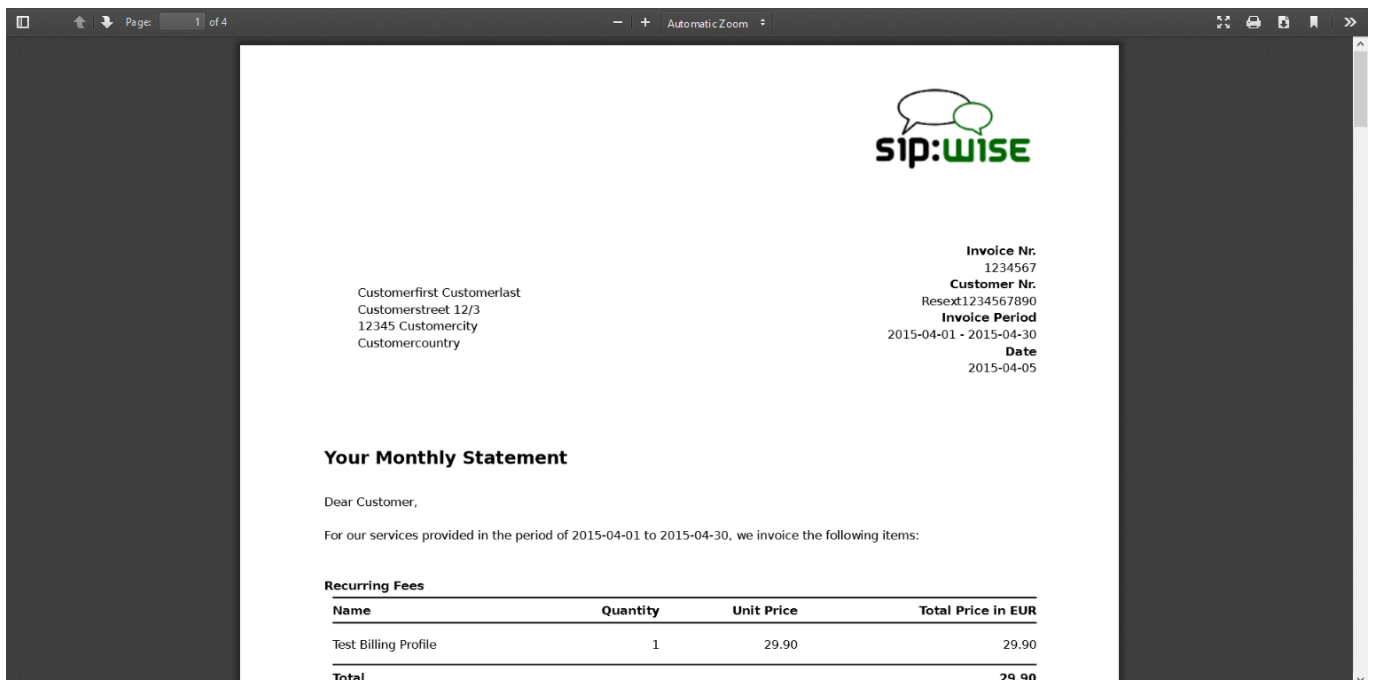 Page: 1 of 4
Automatic Zoom
sip:wise
Invoice Nr.
1234567
Customer Nr.
Resext1234567890
Invoice Period
2015-04-01 - 2015-04-30
Date
2015-04-05
Customerfirst Customerlast
Customerstreet 12/3
12345 Customercity
Customercountry
Your Monthly Statement
Dear Customer,
For our services provided in the period of 2015-04-01 to 2015-04-30, we invoice the following items:
Recurring Fees
Name Quantity Unit Price Total Price in EUR
Test Billing Profile 1 29.90 29.90
Total 29.90